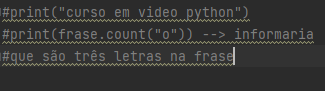 #print("curso em video python")
#print(frase.count("o")) --> informaria
#que são três letras na frase